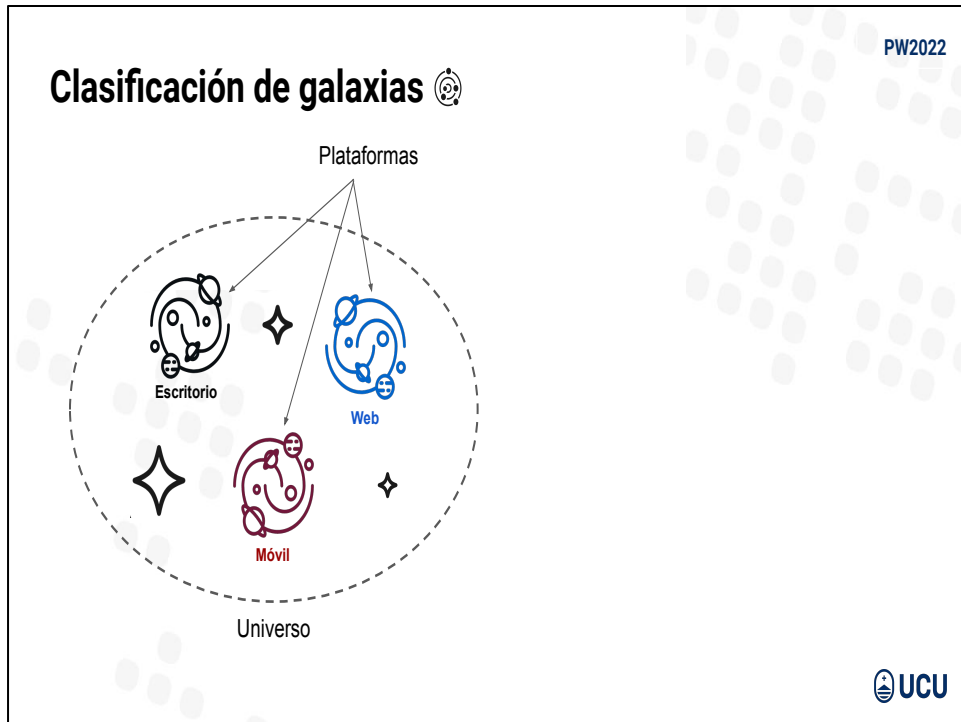 PW2022
Clasificación de galaxias
Plataformas
Escritorio
Web
Móvil
Universo
UCU